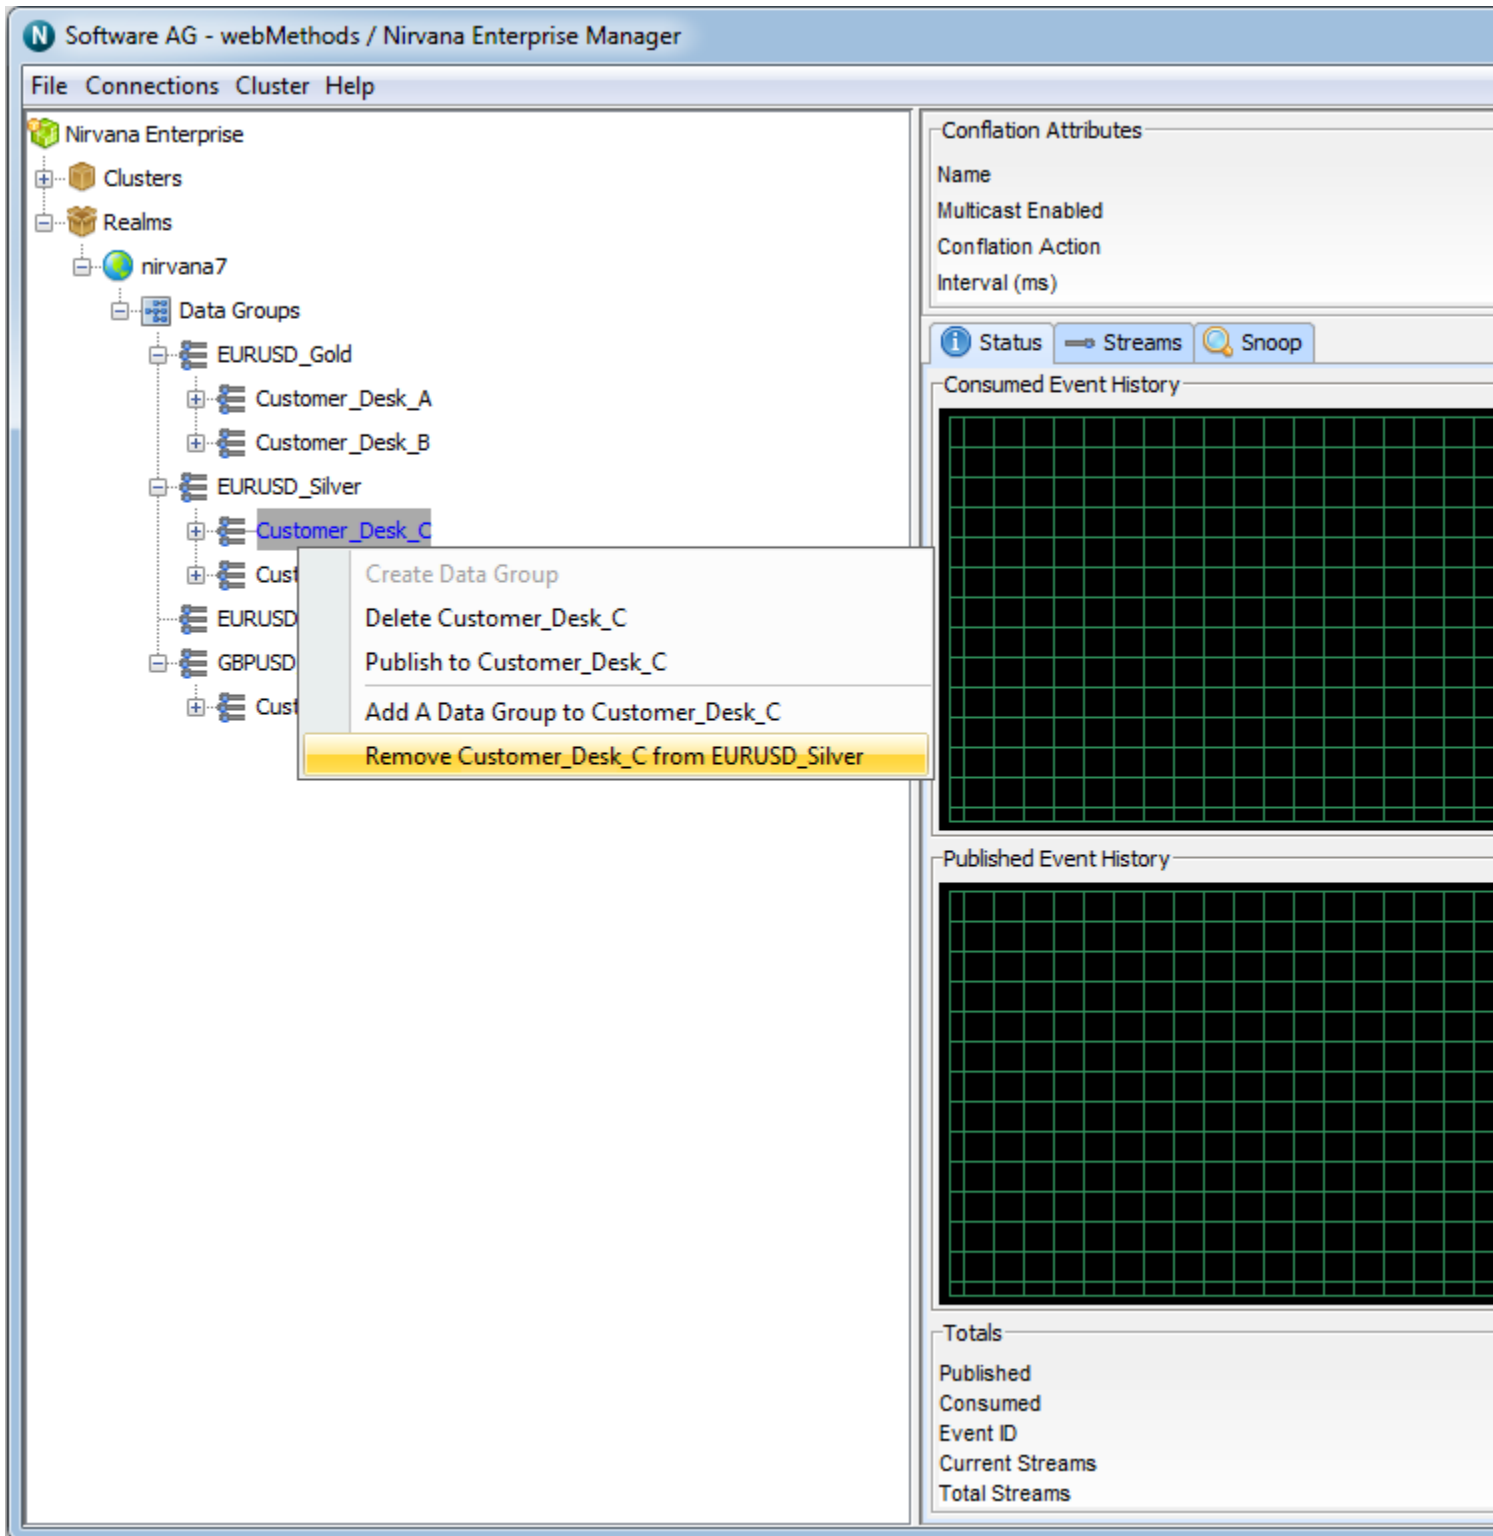 Software AG - webMethods / Nirvana Enterprise Manager
File Connections Cluster Help
Nirvana Enterprise
Clusters
Realms
nirvana7
Data Groups
EURUSD_Gold
Customer_Desk_A
Customer_Desk_B
EURUSD_Silver
Customer_Desk_C
Cust
EURUSD
GBPUSD
Cust
Create Data Group
Delete Customer_Desk_C
Publish to Customer_Desk_C
Add A Data Group to Customer_Desk_C
Remove Customer_Desk_C from EURUSD_Silver
Conflation Attributes
Name
Multicast Enabled
Conflation Action
Interval (ms)
Status Streams Snoop
Consumed Event History
Published Event History
Totals
Published
Consumed
Event ID
Current Streams
Total Streams